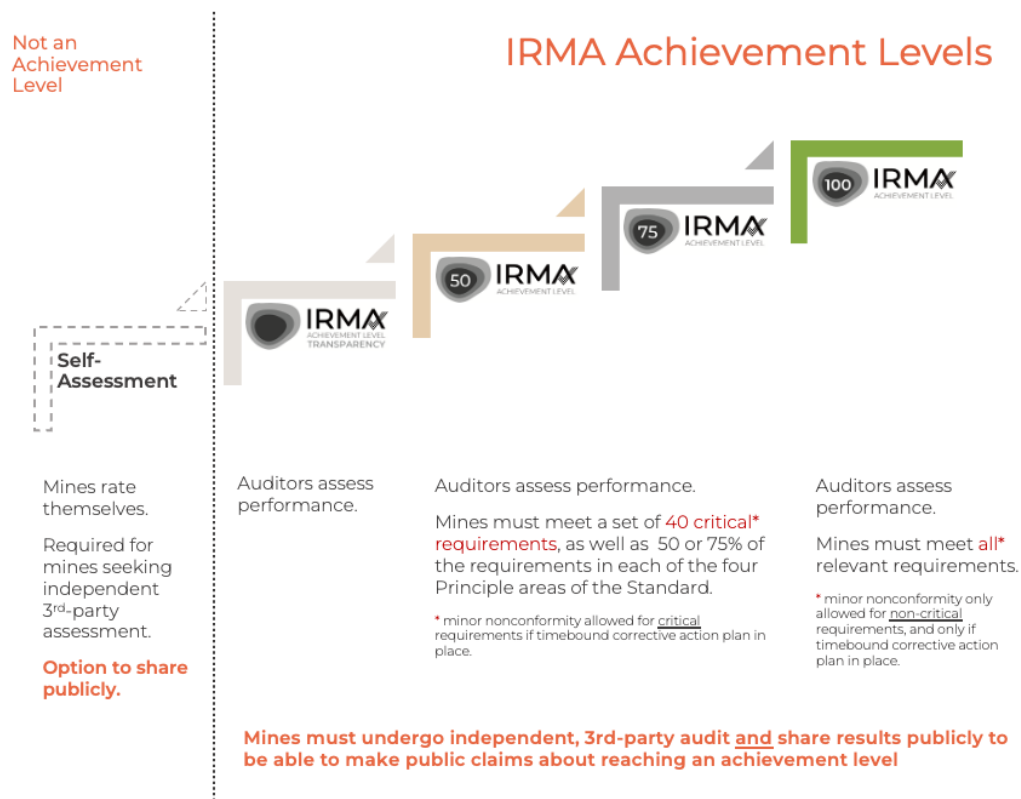 Not an
Achievement
Level
IRMA Achievement Levels
100
IRMA
ACHIEVEMENT LEVEL
75
IRMA
ACHIEVEMENT LEVEL
50
IRMA
ACHIEVEMENT LEVEL
IRMA
ACHIEVEMENT LEVEL
TRANSPARENCY
Self-
Assessment
Mines rate
themselves.
Required for
mines seeking
independent
3rd-party
assessment.
Option to share
publicly.
Auditors assess
performance.
Auditors assess performance.
Mines must meet a set of 40 critical*
requirements, as well as 50 or 75% of
the requirements in each of the four
Principle areas of the Standard.
* minor nonconformity allowed for critical
requirements if timebound corrective action plan in
place.
Auditors assess
performance.
Mines must meet all*
relevant requirements.
* minor nonconformity only
allowed for non-critical
requirements, and only if
timebound corrective action
plan in place.
Mines must undergo independent, 3rd-party audit and share results publicly to
be able to make public claims about reaching an achievement level